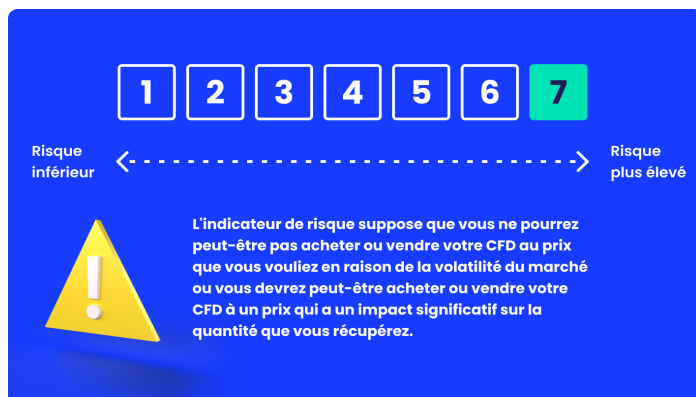 1 2 3 4 5 6 7
Risque
inférieur
Risque
plus élevé
L'indicateur de risque suppose que vous ne pourrez
peut-être pas acheter ou vendre votre CFD au prix
que vous vouliez en raison de la volatilité du marché
ou vous devrez peut-être acheter ou vendre votre
CFD à un prix qui a un impact significatif sur la
quantité que vous récupérez.